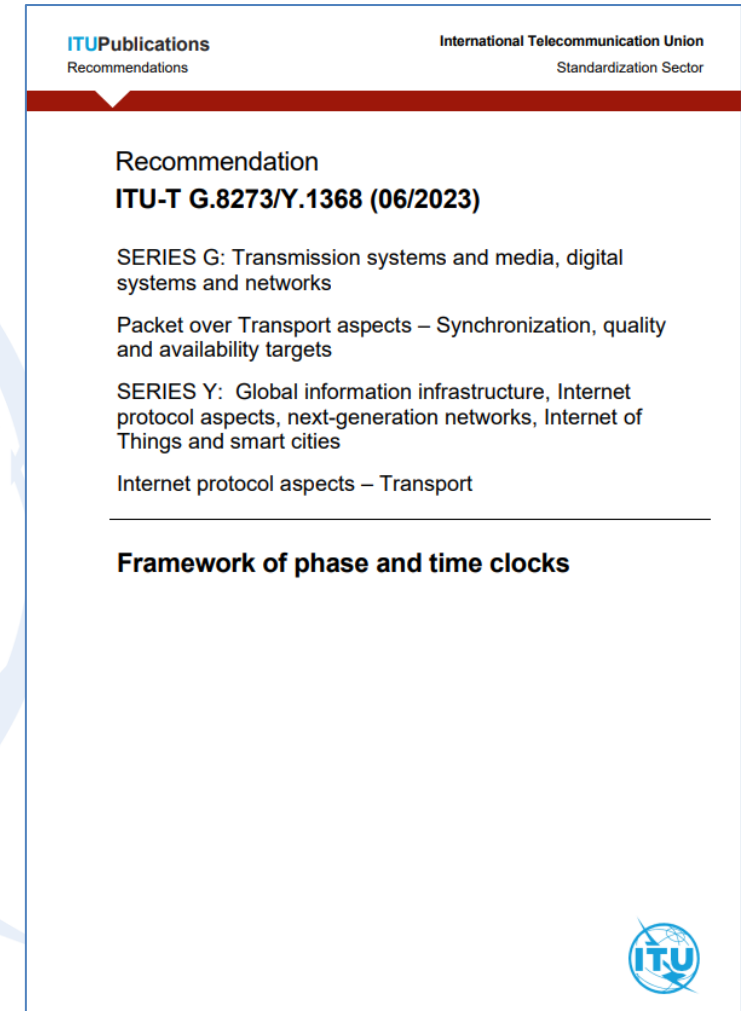 ITUPublications
International Telecommunication Union
Recommendations
Standardization Sector
Recommendation
ITU-T G.8273/Y.1368 (06/2023)
SERIES G: Transmission systems and media, digital
systems and networks
Packet over Transport aspects – Synchronization, quality
and availability targets
SERIES Y:  Global information infrastructure, Internet
protocol aspects, next-generation networks, Internet of
Things and smart cities
Internet protocol aspects – Transport
Framework of phase and time clocks
ITU